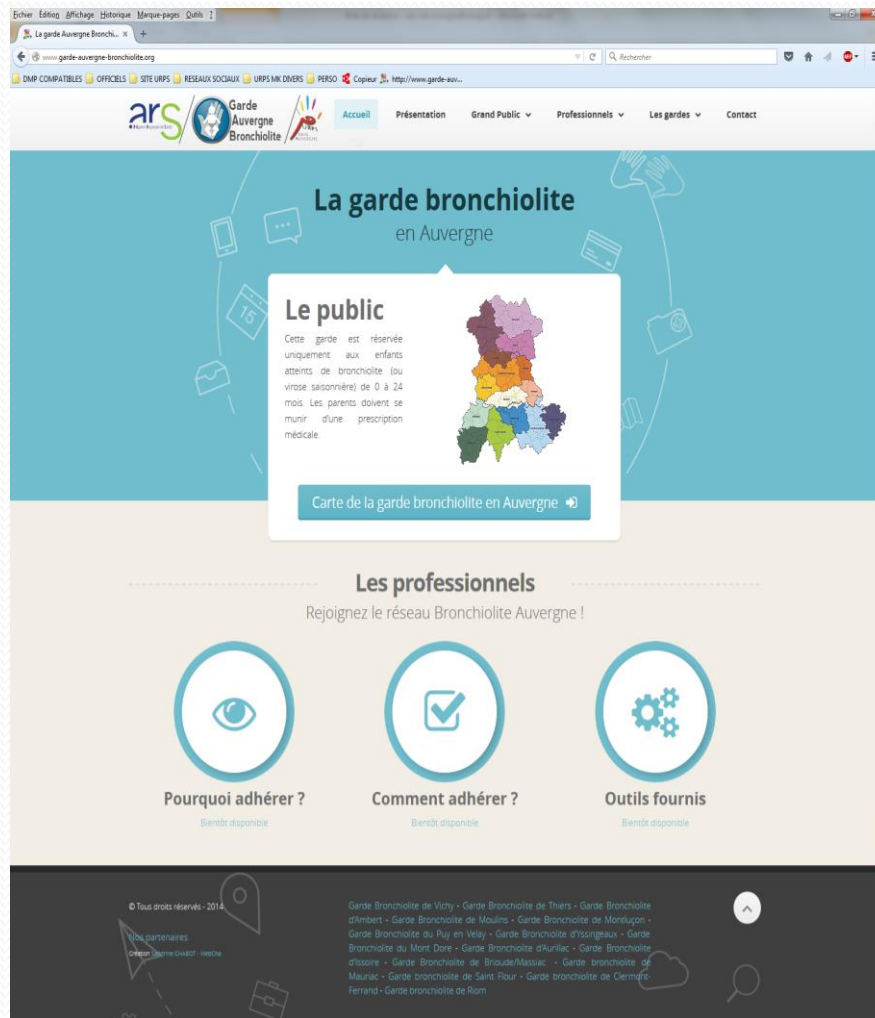 Fichier Édition Affichage Historique Marque-pages Outils ?
La garde Auvergne Bronchi...
www.garde-auvergne-bronchiolite.org
Rechercher
DMP COMPATIBLES OFFICIELS SITE URPS RESEAUX SOCIAUX URPS MK DIVERS PERSO Copieur http://www.garde-auv...
ars
Garde
Auvergne
Bronchiolite
Accueil Présentation Grand Public Professionnels Les gardes Contact
La garde bronchiolite
en Auvergne
15
Le public
Cette garde est réservée
uniquement aux enfants
atteints de bronchiolite (ou
virose saisonnière) de 0 à 24
mois. Les parents doivent se
munir d'une prescription
médicale.
Carte de la garde bronchiolite en Auvergne
Les professionnels
Rejoignez le réseau Bronchiolite Auvergne !
Pourquoi adhérer ? Comment adhérer ? Outils fournis
Bientôt disponible Bientôt disponible Bientôt disponible
© Tous droits réservés - 2014
Nos partenaires
Création CHABOT
Garde Bronchiolite de Vichy - Garde Bronchiolite de Thiers - Garde Bronchiolite
d'Ambert - Garde Bronchiolite de Moulins - Garde Bronchiolite de Montluçon -
Garde Bronchiolite du Puy en Velay - Garde Bronchiolite d'Yssingeaux - Garde
Bronchiolite du Mont Dore - Garde Bronchiolite d'Aurillac - Garde Bronchiolite
d'Issoire - Garde Bronchiolite de Brioude/Massiac - Garde bronchiolite de
Mauriac - Garde bronchiolite de Saint Flour - Garde bronchiolite de Clermont-
Ferrand - Garde bronchiolite de Riom